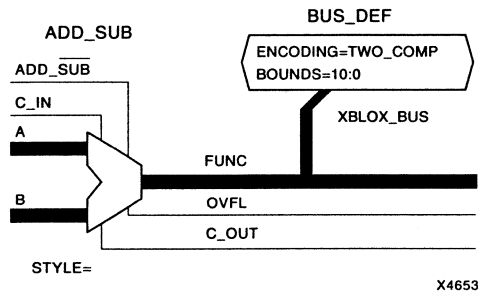 BUS_DEF
ADD_SUB
ENCODING=TWO_COMP
BOUNDS=10:0
ADD_SUB
C_IN
XBLOX_BUS
A
FUNC
B
OVFL
C_OUT
STYLE=
X4653